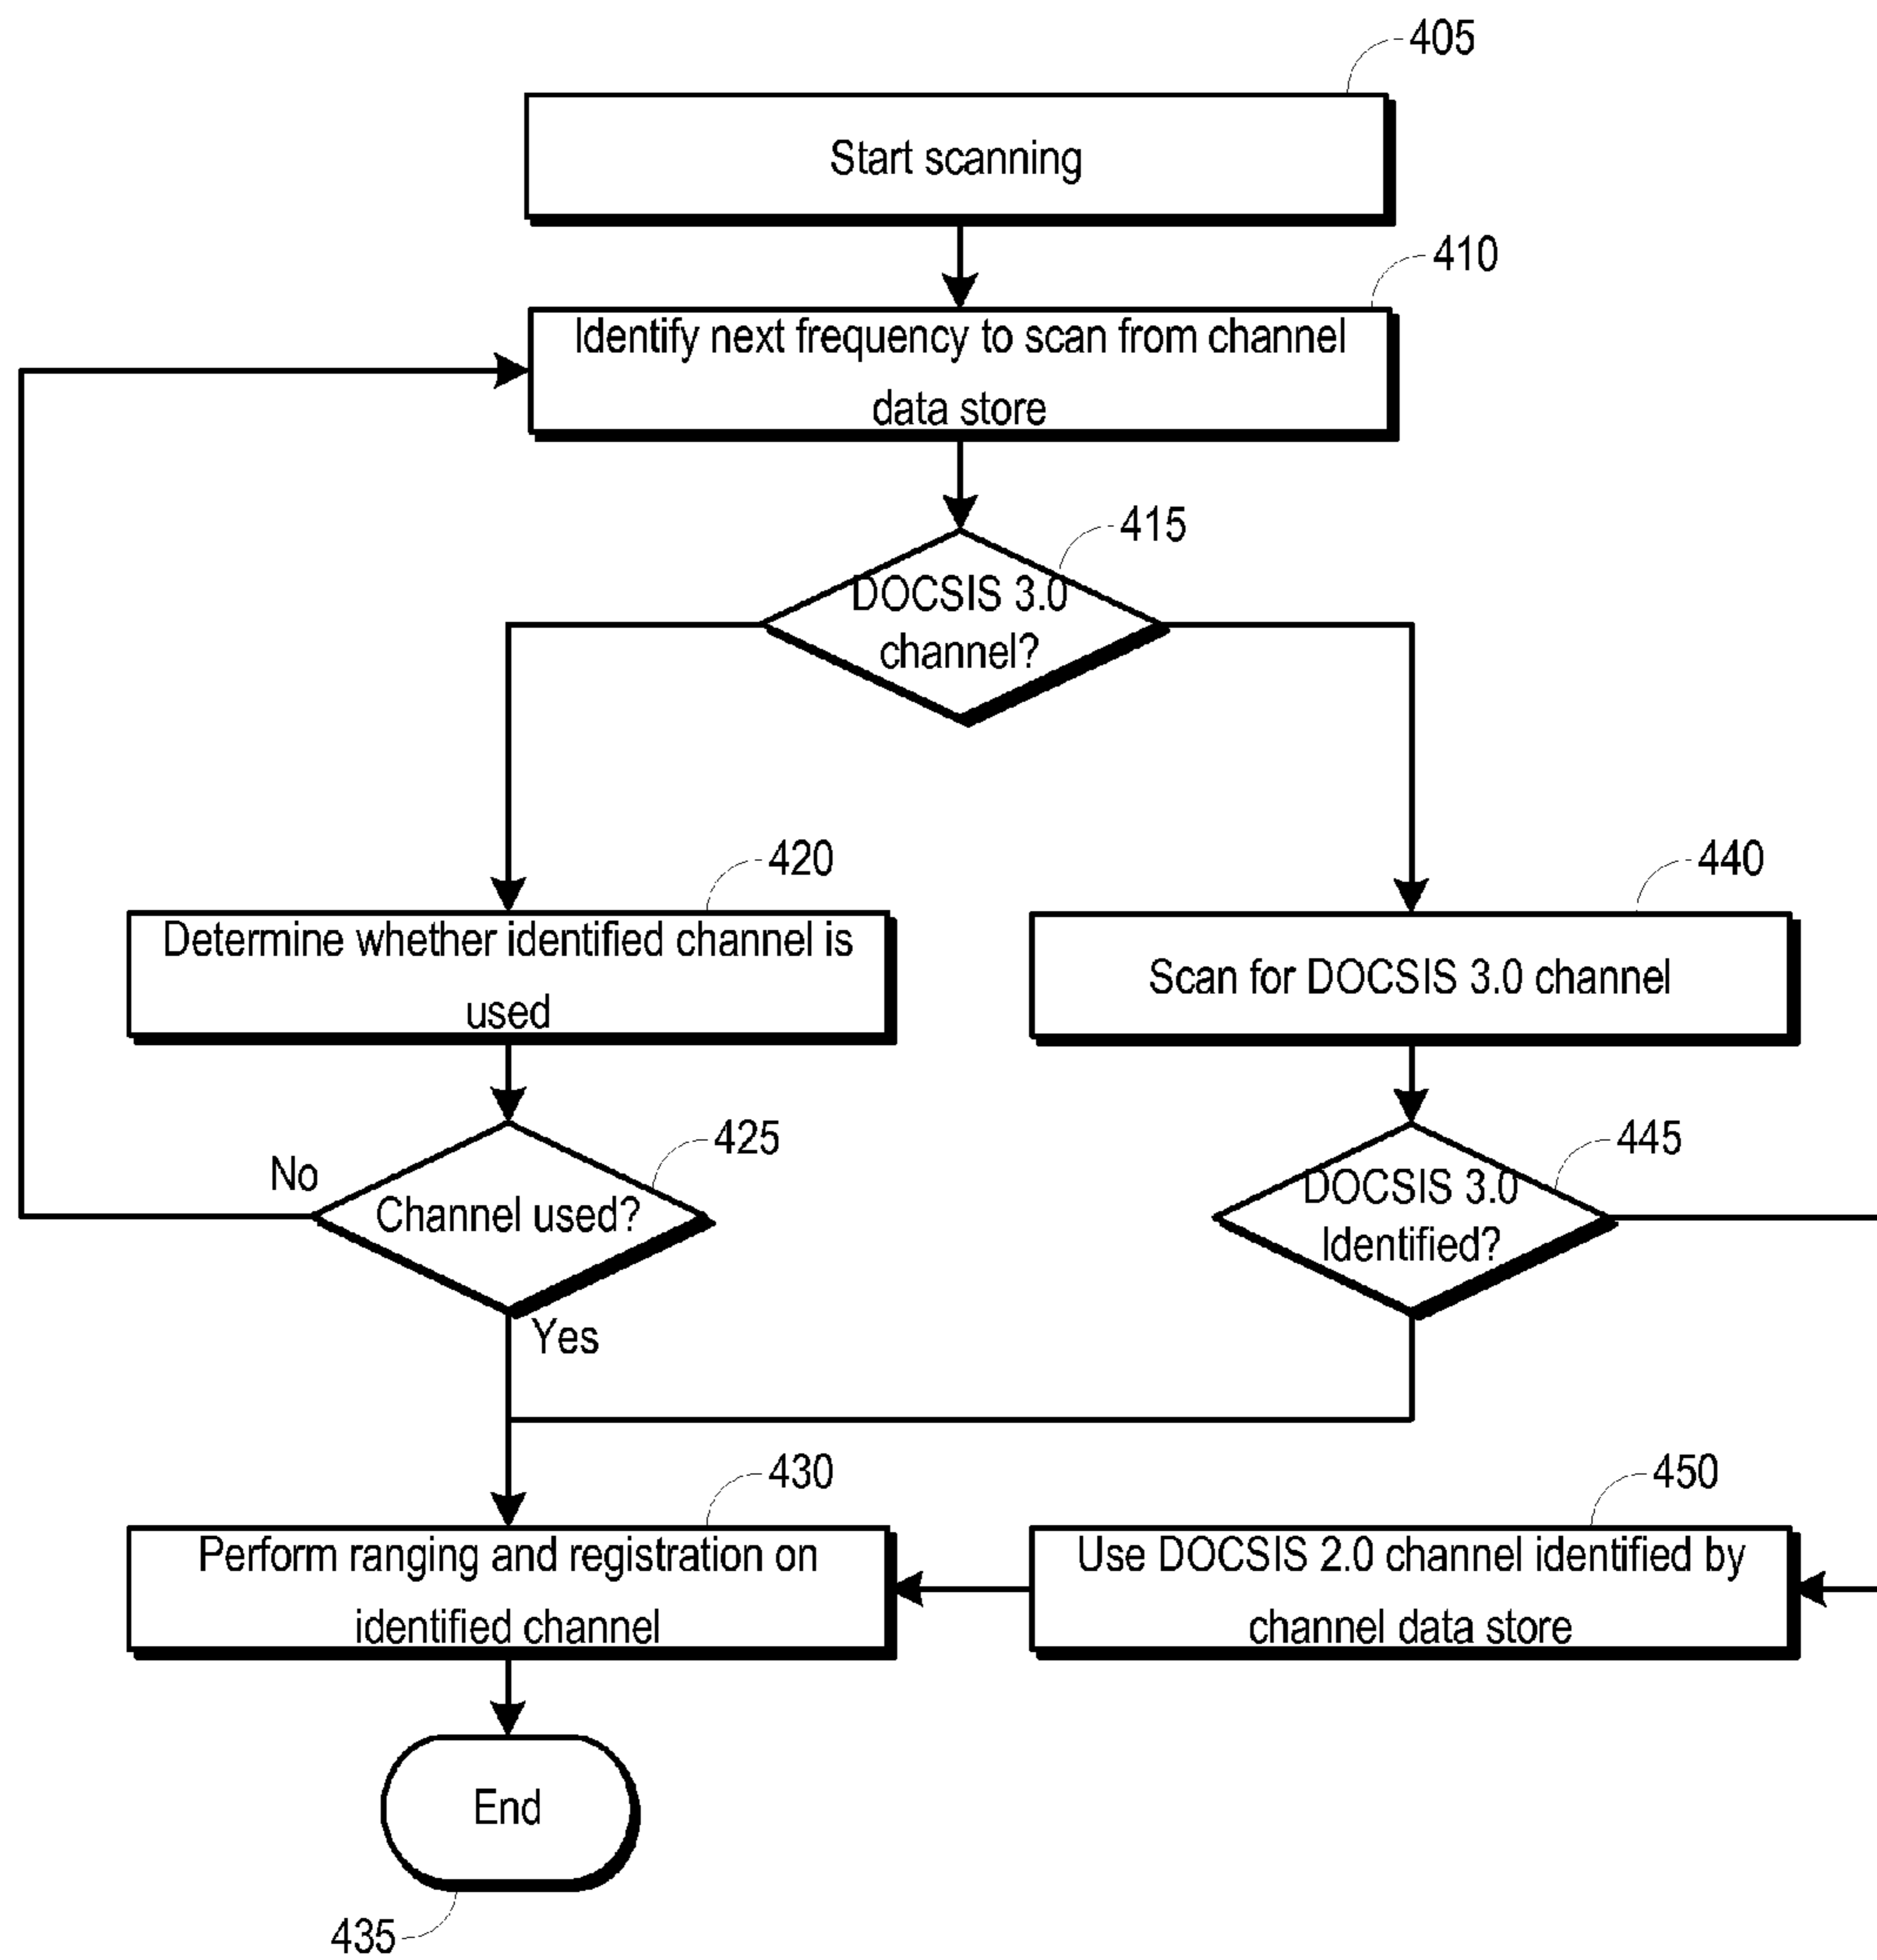 405
Start scanning
410
Identify next frequency to scan from channel
data store
415
DOCSIS 3.0
channel?
420
Determine whether identified channel is
used
440
Scan for DOCSIS 3.0 channel
425
No
Channel used?
Yes
445
DOCSIS 3.0
Identified?
430
Perform ranging and registration on
identified channel
450
Use DOCSIS 2.0 channel identified by
channel data store
End
435